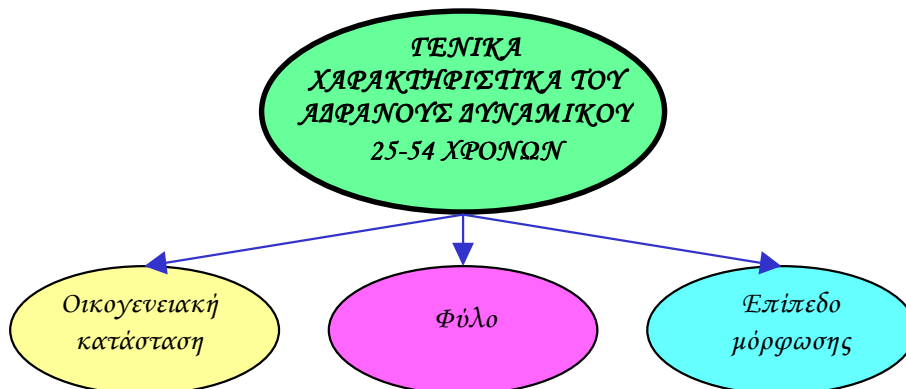 ΓΕΝΙΚΑ
ΧΑΡΑΚΤΗΡΙΣΤΙΚΑ ΤΟΥ
ΑΔΡΑΝΟΥΣ ΔΥΝΑΜΙΚΟΥ
25-54 ΧΡΟΝΩΝ
Οικογενειακή
κατάσταση
Φύλο
Επίπεδο
μόρφωσης